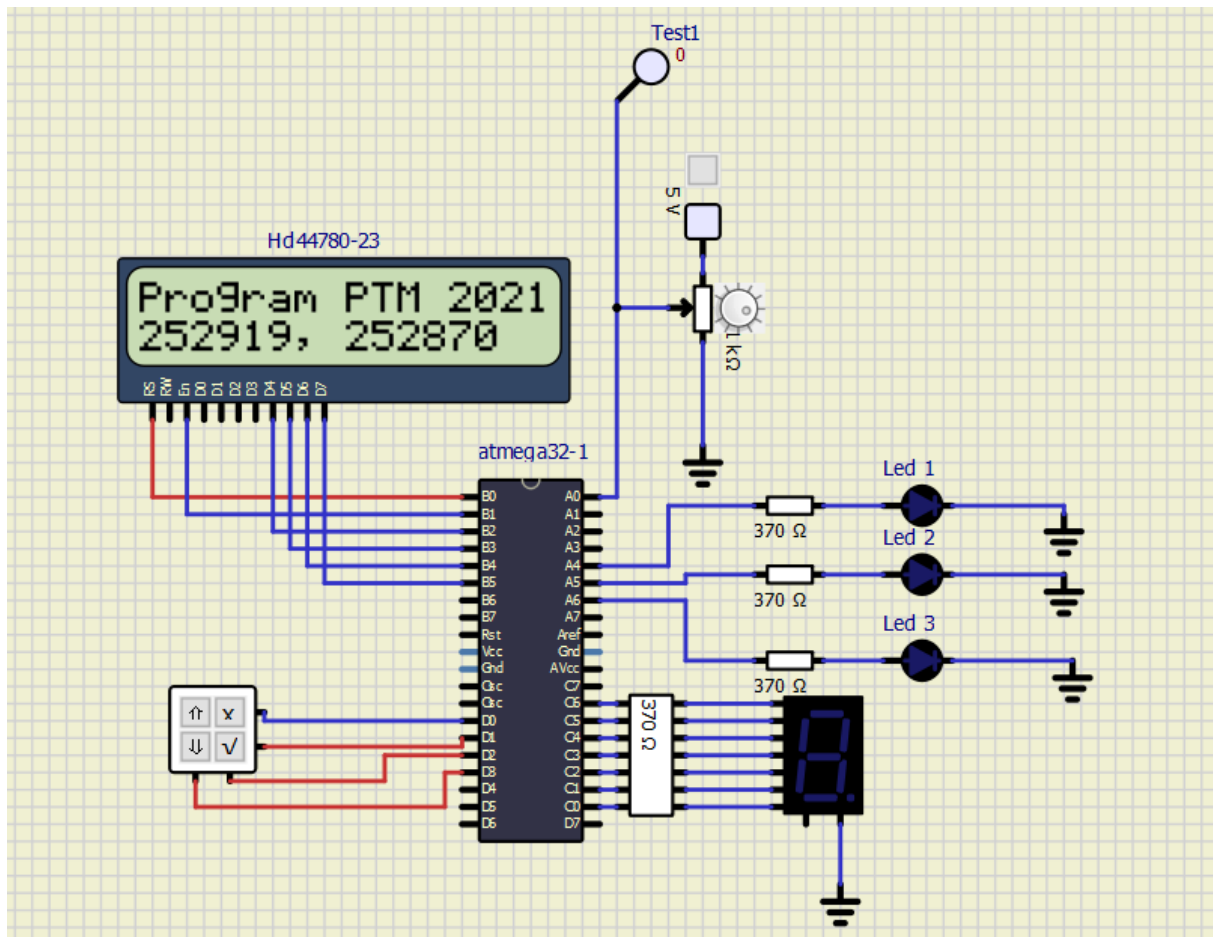 Test1
0
5 V
Hd44780-23
Program PTM 2021
252919, 252870
1 kΩ
RS RW En D0 D1 D2 D3 D4 D5 D6 D7
atmega32-1
Led 1
B0 A0
B1 A1
370 Ω
B2 A2
Led 2
B3 A3
B4 A4
B5 A5
370 Ω
B6 A6
B7 A7
Led 3
Rst Aref
Vcc Gnd
Gnd AVcc
370 Ω
Osc C7
Osc C6
370 Ω
x
D0 C5
D1 C4
√
D2 C3
D3 C2
D4 C1
D5 C0
D6 D7